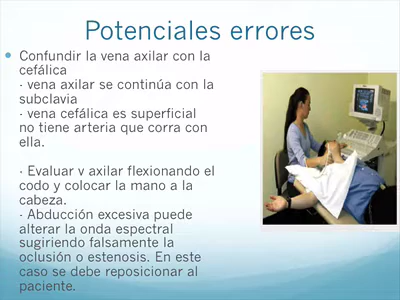 Potenciales errores
• Confundir la vena axilar con la
cefálica
- vena axilar se continúa con la
subclavia
- vena cefálica es superficial
no tiene arteria que corra con
ella.
- Evaluar v axilar flexionando el
codo y colocar la mano a la
cabeza.
- Abducción excesiva puede
alterar la onda espectral
sugiriendo falsamente la
oclusión o estenosis. En este
caso se debe reposicionar al
paciente.